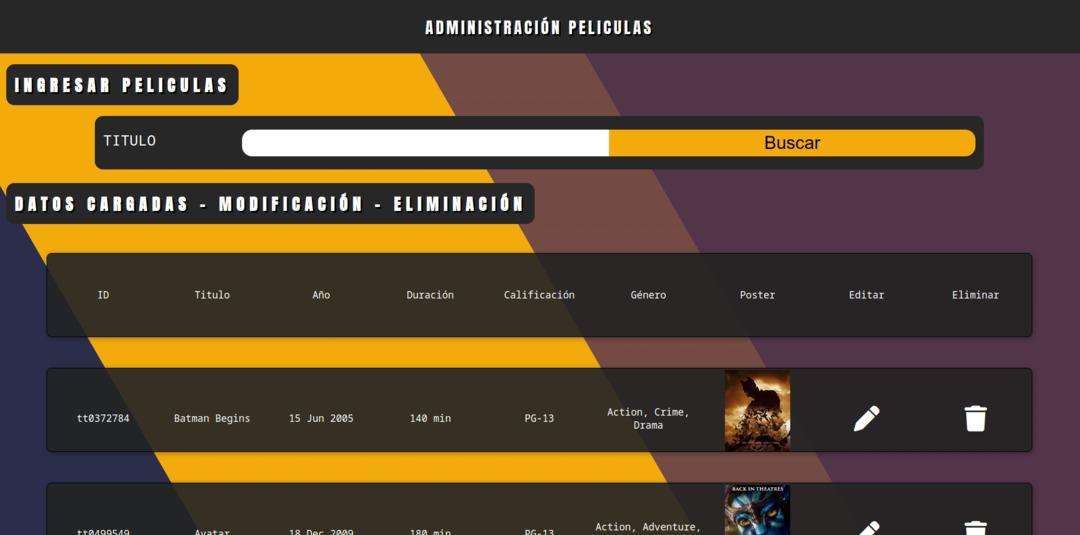 ADMINISTRACIÓN PELICULAS
INGRESAR PELICULAS
TITULO
Buscar
DATOS CARGADAS - MODIFICACIÓN - ELIMINACIÓN
ID Titulo Año Duración Calificación Género Poster Editar Eliminar
tt0372784 Batman Begins 15 Jun 2005 140 min PG-13 Action, Crime,
Drama
BACK IN THEATRES
tt0499549 Avatar 18 Dec 2009 180 min PG-13 Action, Adventure,